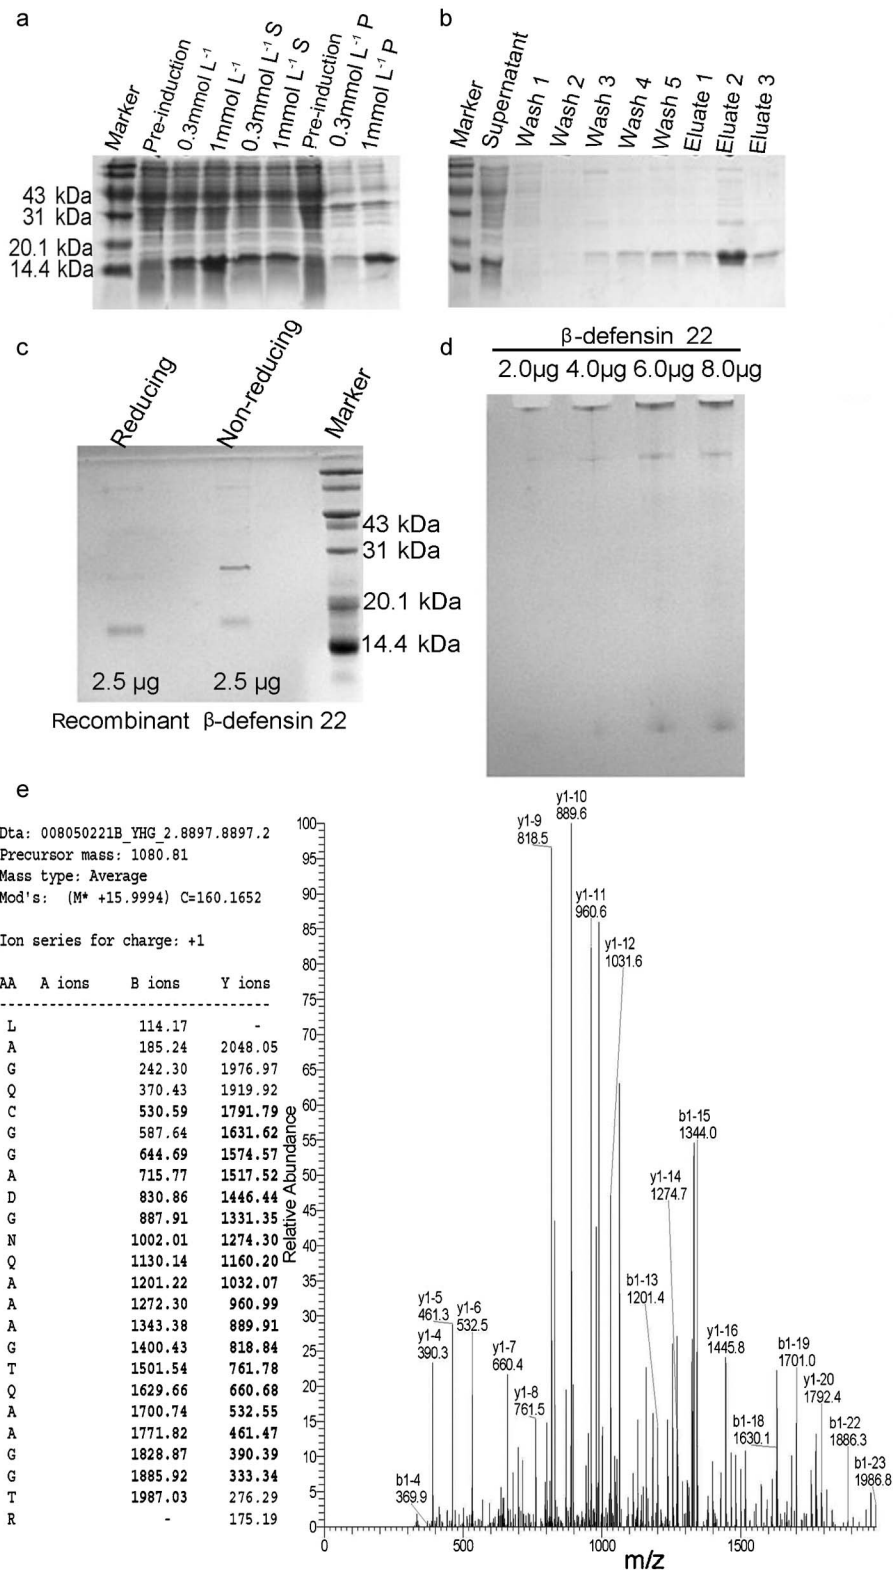 a
Marker
Pre-induction
0.3mmol L⁻¹
1mmol L⁻¹
0.3mmol L⁻¹ S
1mmol L⁻¹ S
Pre-induction
0.3mmol L⁻¹ P
1mmol L⁻¹ P
43 kDa
31 kDa
20.1 kDa
14.4 kDa
b
Marker
Supernatant
Wash 1
Wash 2
Wash 3
Wash 4
Wash 5
Eluate 1
Eluate 2
Eluate 3
c
Reducing
Non-reducing
Marker
43 kDa
31 kDa
20.1 kDa
14.4 kDa
2.5 µg 2.5 µg
Recombinant β-defensin 22
d
β-defensin 22
2.0µg 4.0µg 6.0µg 8.0µg
e
Dta: 008050221B_YHG_2.8897.8897.2
Precursor mass: 1080.81
Mass type: Average
Mod's: (M* +15.9994) C=160.1652
Ion series for charge: +1
AA A ions B ions Y ions
L 114.17 -
A 185.24 2048.05
G 242.30 1976.97
Q 370.43 1919.92
C 530.59 1791.79
G 587.64 1631.62
G 644.69 1574.57
A 715.77 1517.52
D 830.86 1446.44
G 887.91 1331.35
N 1002.01 1274.30
Q 1130.14 1160.20
A 1201.22 1032.07
A 1272.30 960.99
A 1343.38 889.91
G 1400.43 818.84
T 1501.54 761.78
Q 1629.66 660.68
A 1700.74 532.55
A 1771.82 461.47
G 1828.87 390.39
G 1885.92 333.34
T 1987.03 276.29
R - 175.19
Relative Abundance
100
95
90
85
80
75
70
65
60
55
50
45
40
35
30
25
20
15
10
5
0
y1-10
889.6
y1-9
818.5
y1-11
960.6
y1-12
1031.6
b1-15
1344.0
y1-14
1274.7
b1-13
1201.4
y1-5
461.3
y1-6
532.5
y1-4
390.3
y1-7
660.4
y1-8
761.5
y1-16
1445.8
b1-19
1701.0
y1-20
1792.4
b1-18
1630.1
b1-22
1886.3
b1-23
1986.8
b1-4
369.9
0 500 1000 1500
m/z